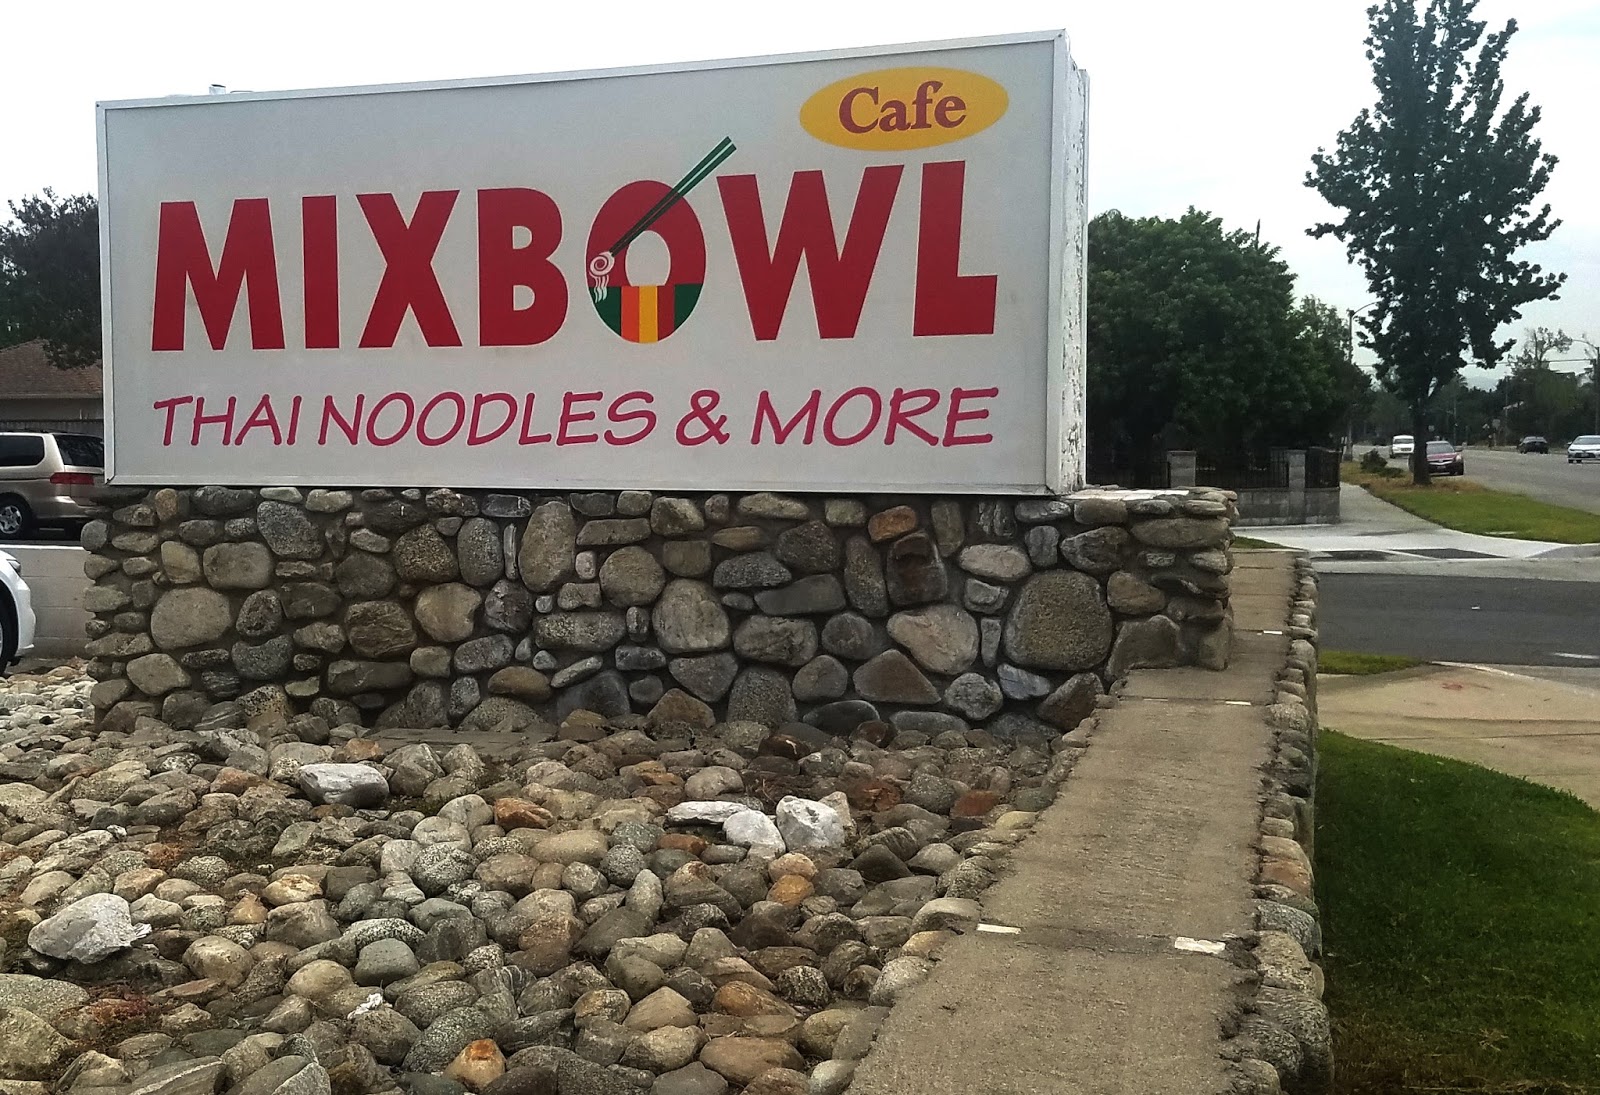 Cafe
MIXBOWL
THAI NOODLES & MORE